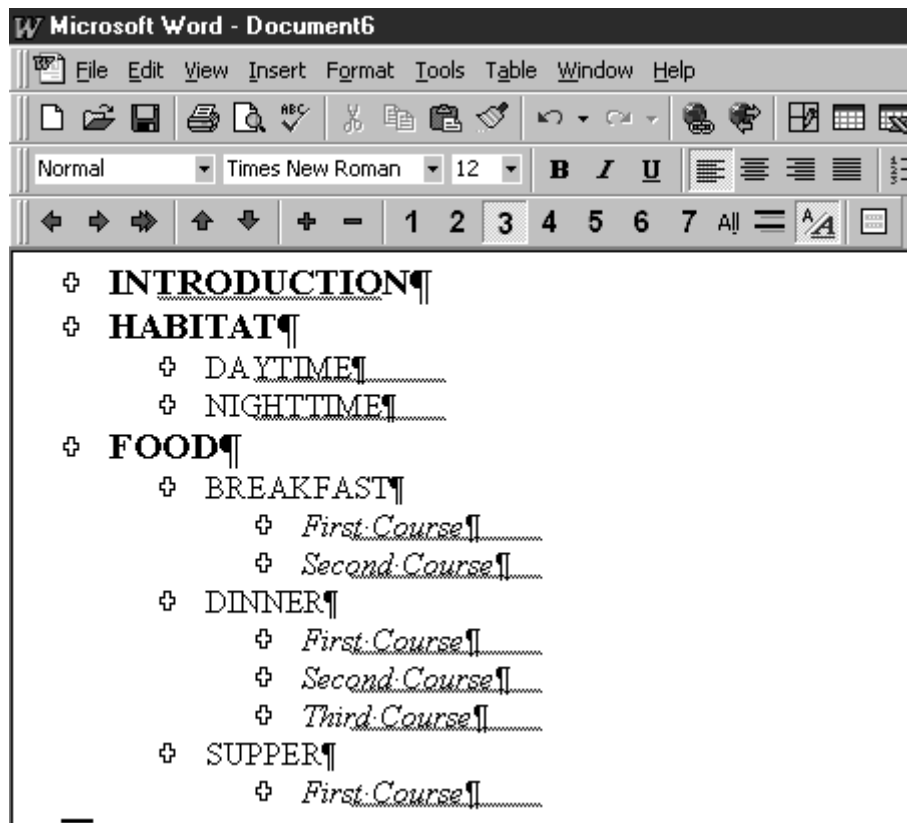 Microsoft Word - Document6
File Edit View Insert Format Tools Table Window Help
ABC
Normal Times New Roman 12 B I U
1 2 3 4 5 6 7 All A/A
INTRODUCTION¶
HABITAT¶
DAYTIME¶
NIGHTTIME¶
FOOD¶
BREAKFAST¶
First·Course¶
Second·Course¶
DINNER¶
First·Course¶
Second·Course¶
Third·Course¶
SUPPER¶
First·Course¶